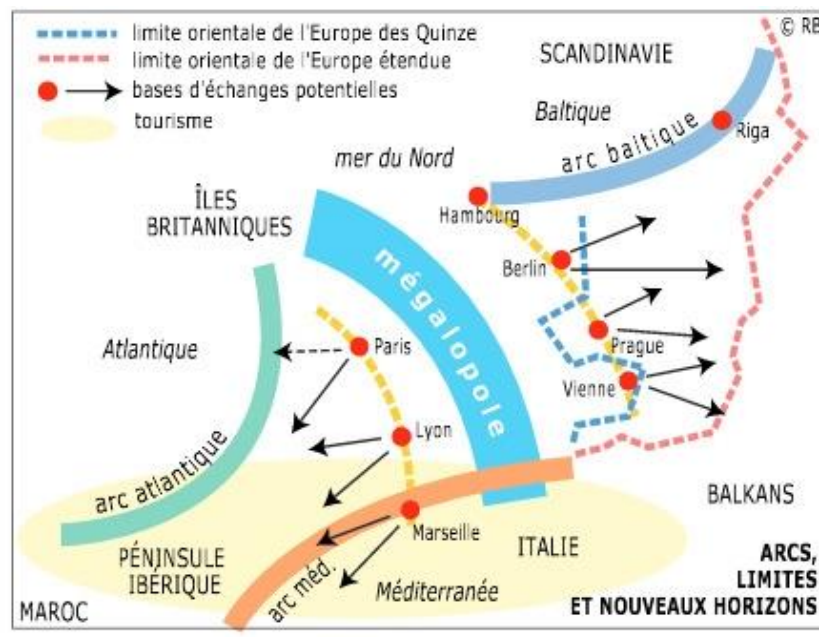 limite orientale de l'Europe des Quinze
limite orientale de l'Europe étendue
bases d'échanges potentielles
tourisme
© RB
SCANDINAVIE
Baltique
arc baltique
Riga
mer du Nord
ÎLES
BRITANNIQUES
Hambourg
Berlin
mégalopole
Atlantique
Paris
Prague
Vienne
Lyon
arc atlantique
BALKANS
Marseille
ITALIE
PÉNINSULE
IBÉRIQUE
arc méd.
Méditerranée
MAROC
ARCS,
LIMITES
ET NOUVEAUX HORIZONS